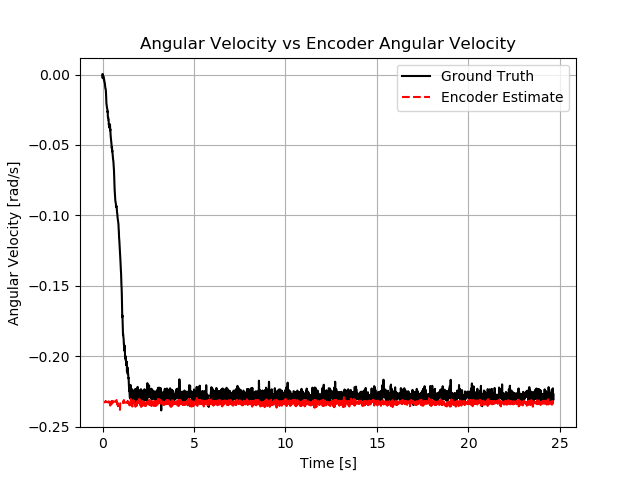 Angular Velocity vs Encoder Angular Velocity
Ground Truth
Encoder Estimate
Angular Velocity [rad/s]
0.00
−0.05
−0.10
−0.15
−0.20
−0.25
0 5 10 15 20 25
Time [s]